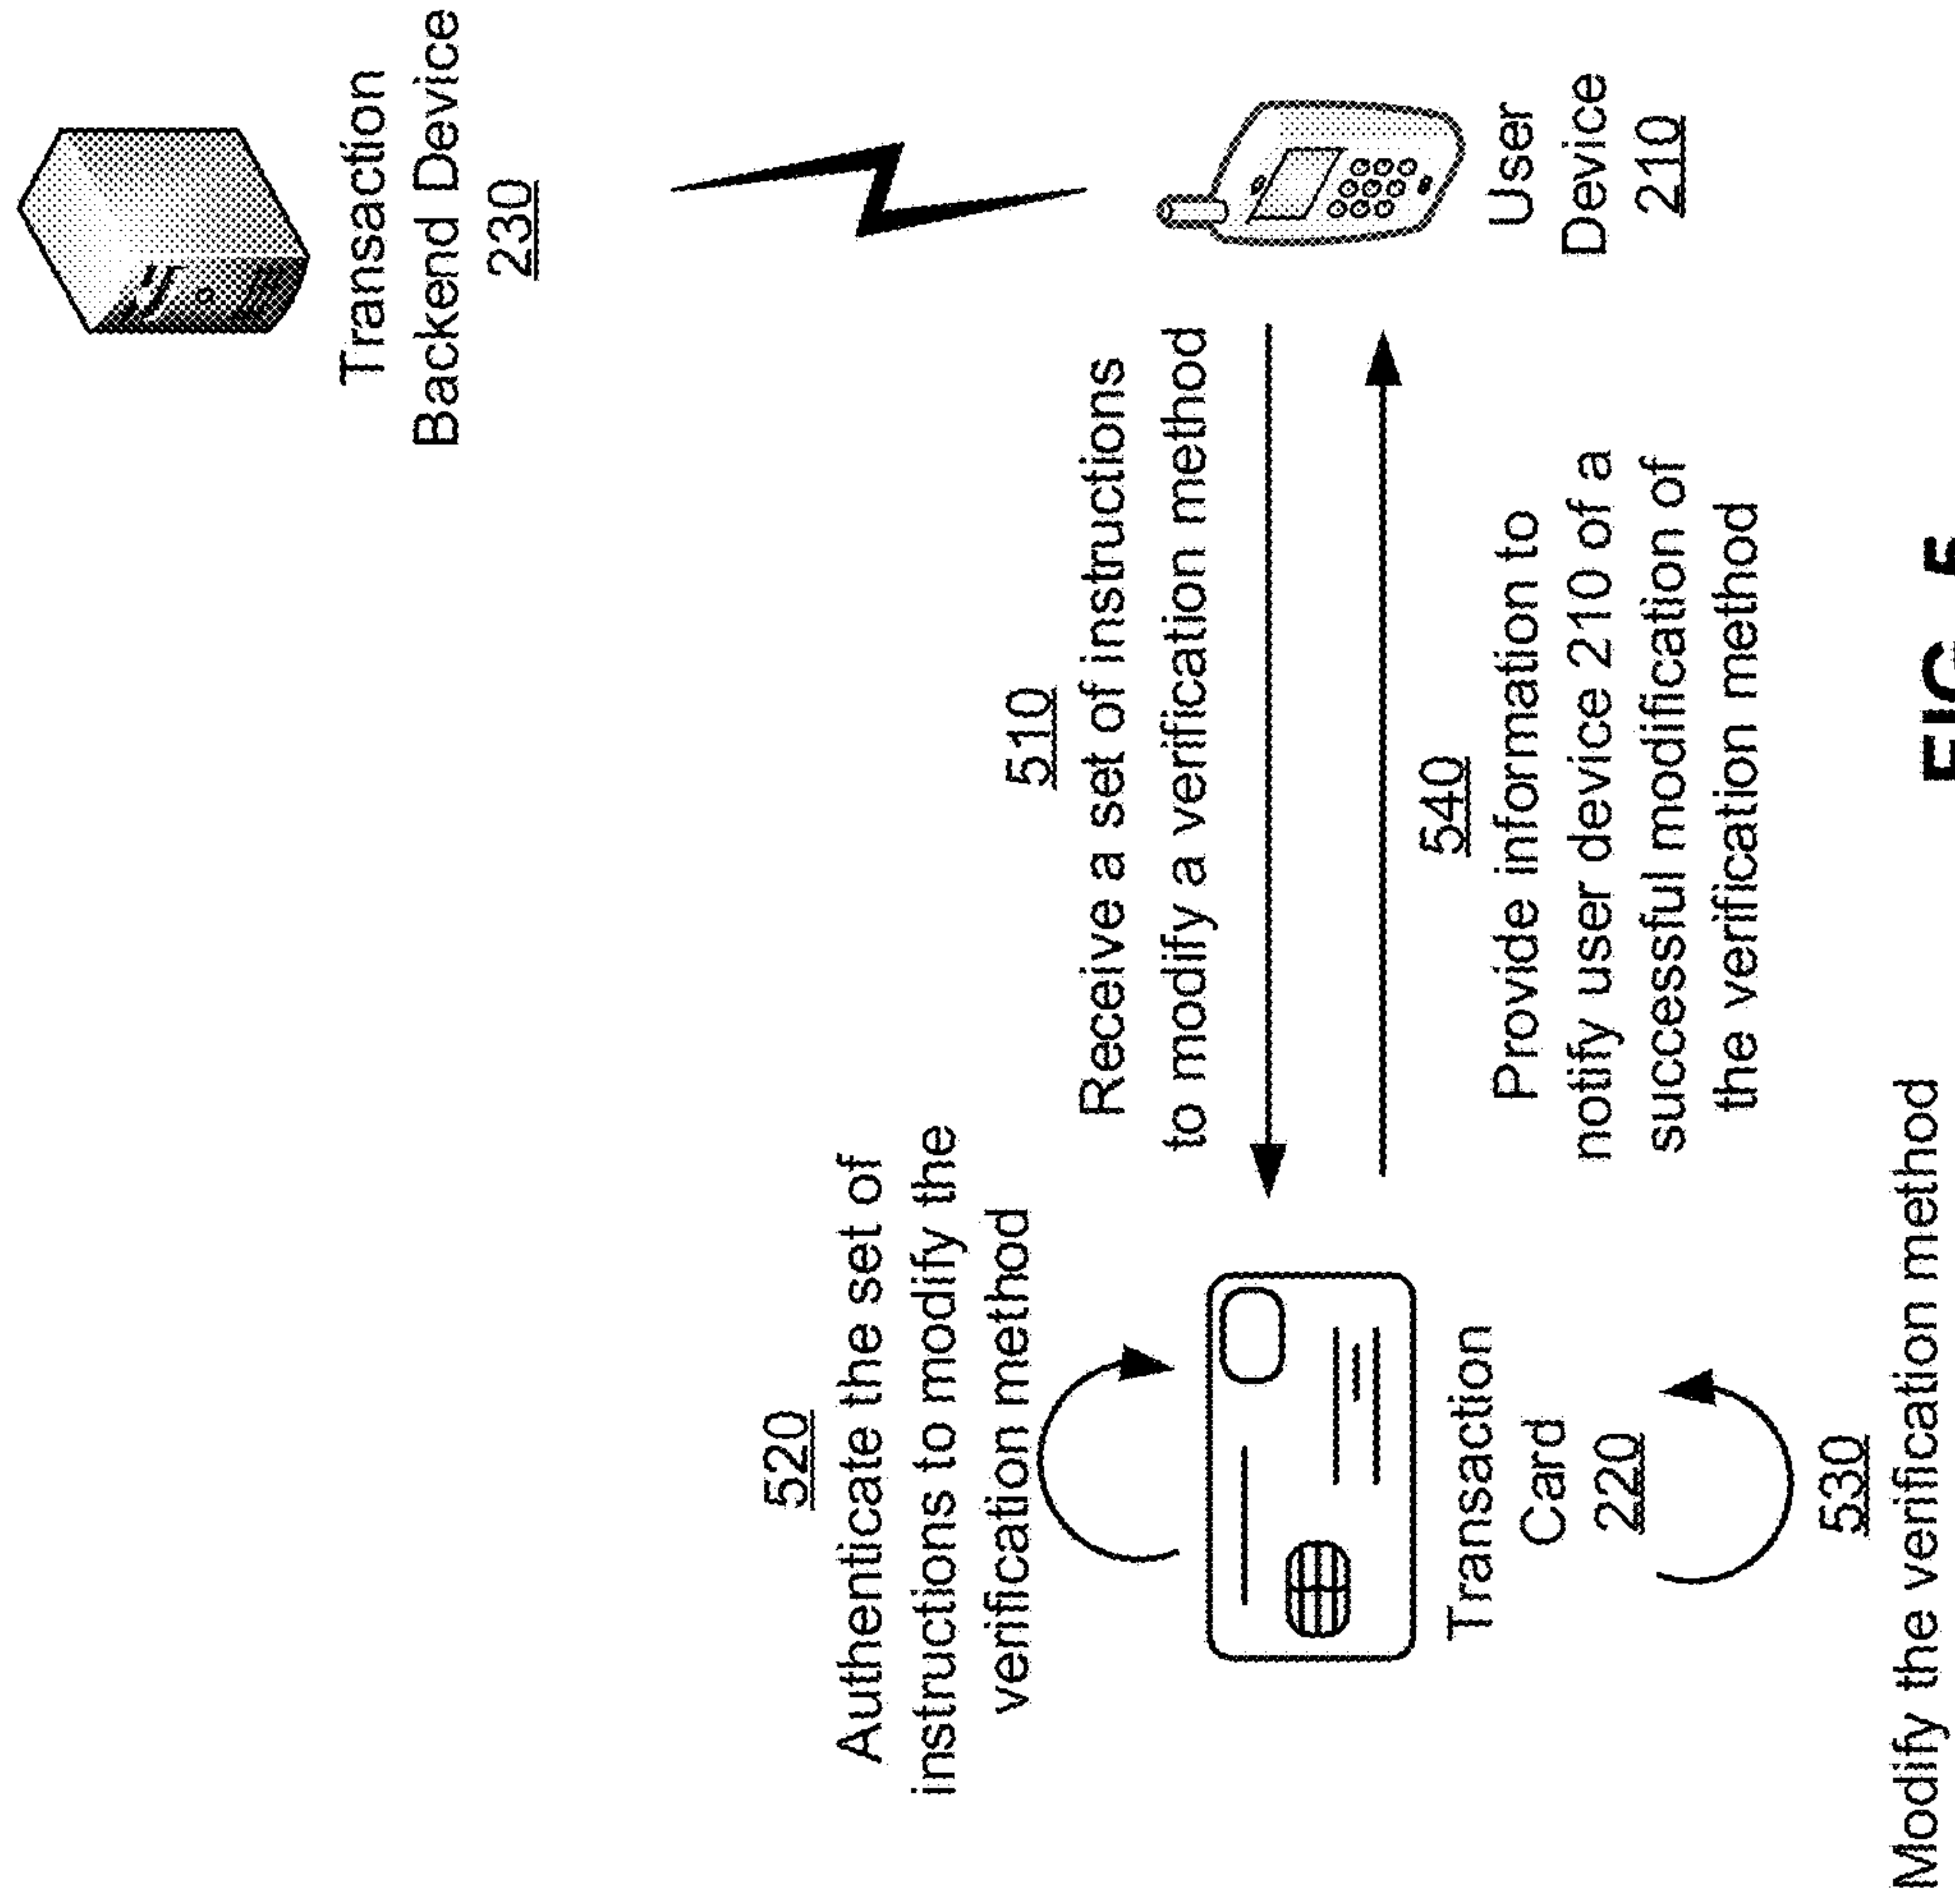 Transaction
Backend Device
230
520
Authenticate the set of
instructions to modify the
verification method
510
Receive a set of instructions
to modify a verification method
Transaction
Card
220
User
Device
210
540
Provide information to
notify user device 210 of a
successful modification of
the verification method
530
Modify the verification method
FIG. 5